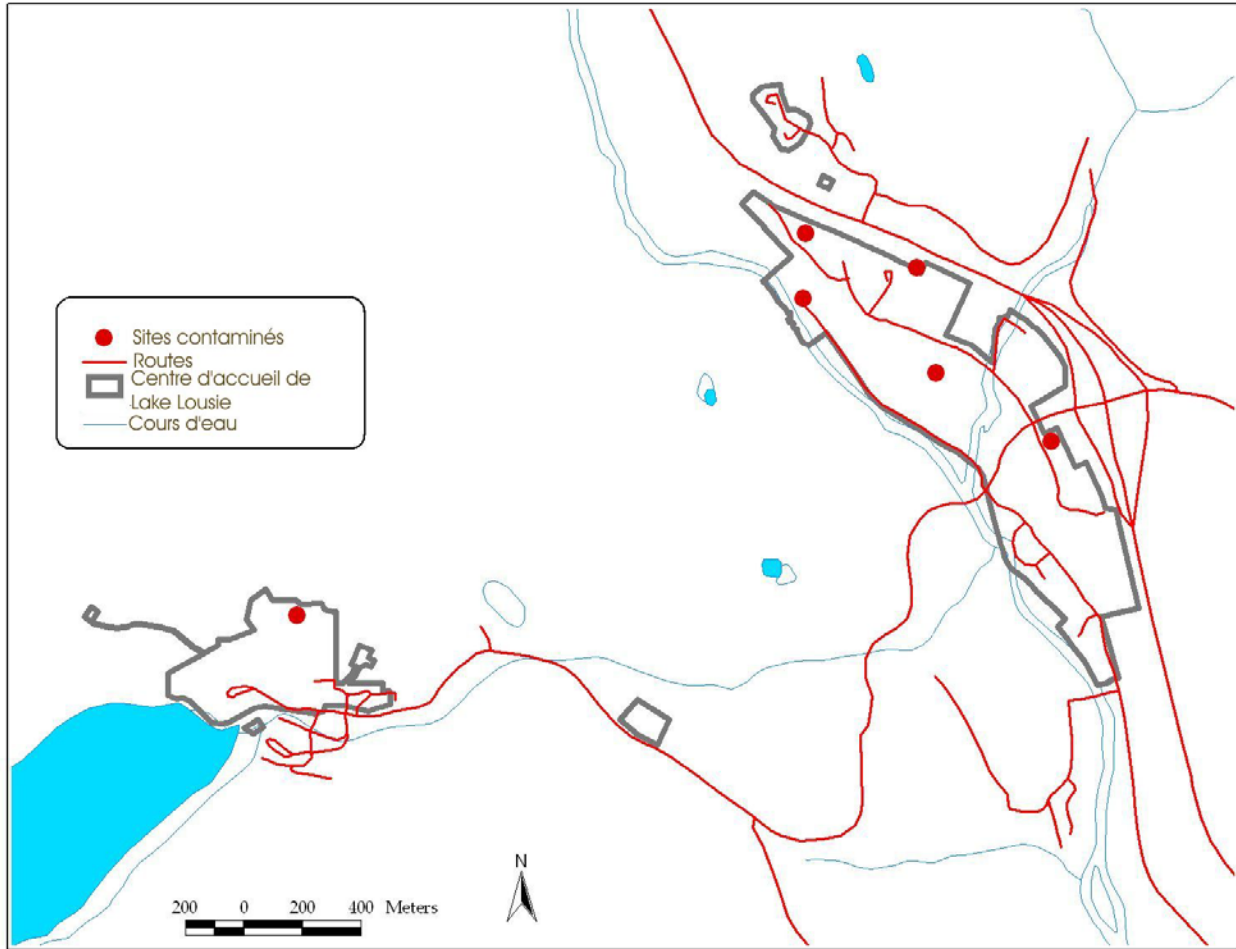 Sites contaminés
Routes
Centre d'accueil de
Lake Lousie
Cours d'eau
N
200 0 200 400 Meters